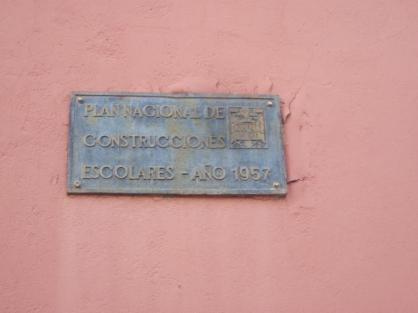 PLAN NACIONAL DE
CONSTRUCCIONES
ESCOLARES - AÑO 1957